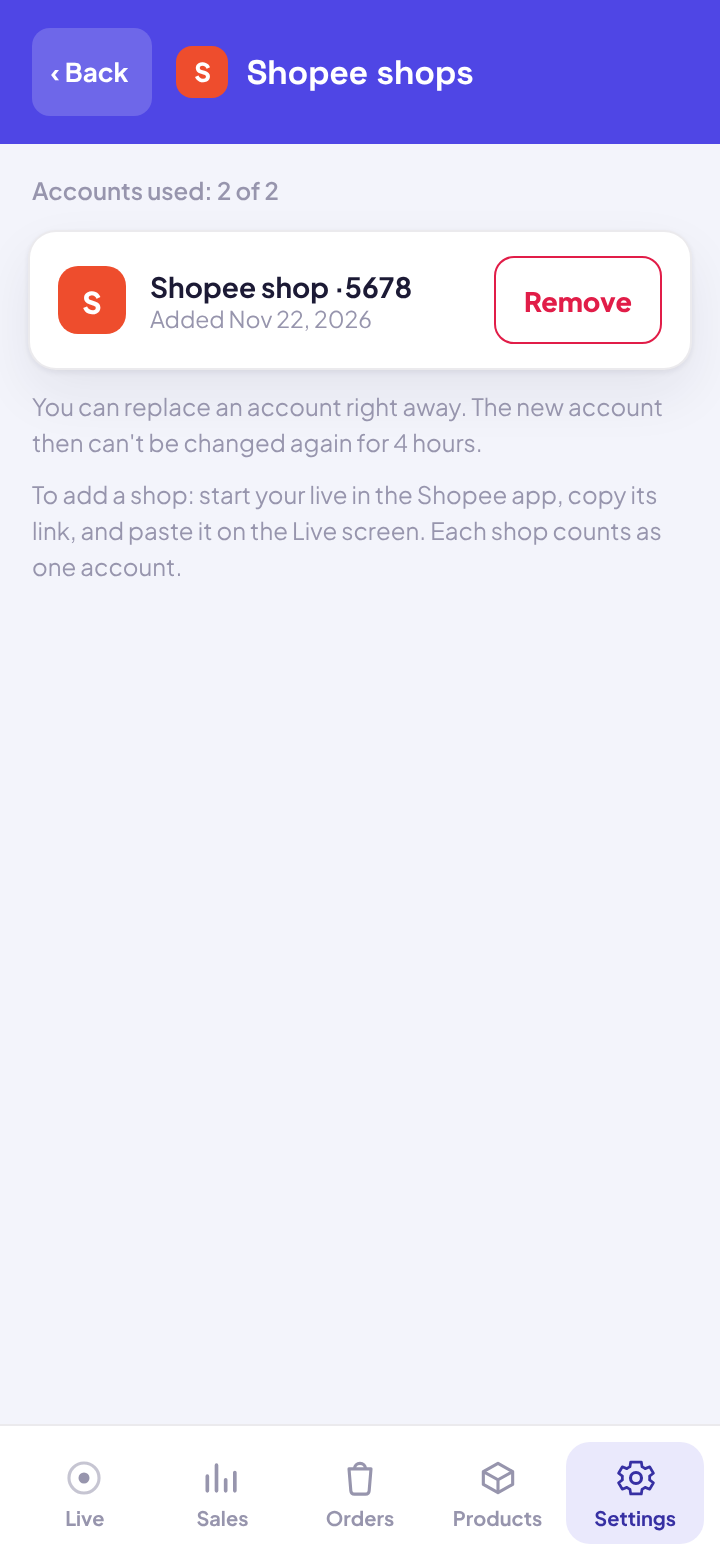 ‹ Back
S
Shopee shops
Accounts used: 2 of 2
S
Shopee shop ·5678
Added Nov 22, 2026
Remove
You can replace an account right away. The new account
then can't be changed again for 4 hours.
To add a shop: start your live in the Shopee app, copy its
link, and paste it on the Live screen. Each shop counts as
one account.
Live
Sales
Orders
Products
Settings